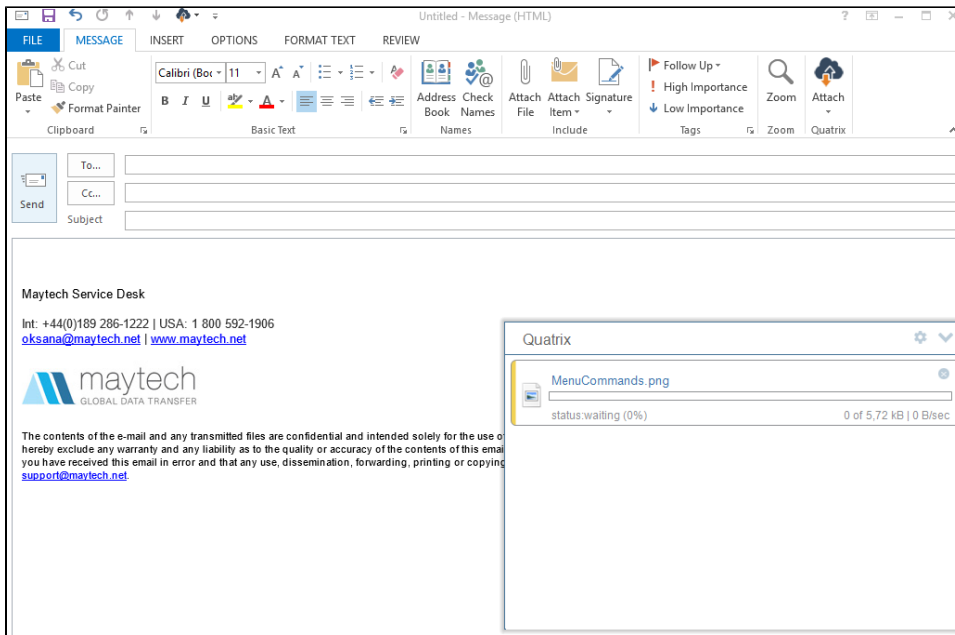 Untitled - Message (HTML)
FILE MESSAGE INSERT OPTIONS FORMAT TEXT REVIEW
Paste
Cut
Copy
Format Painter
Clipboard
Calibri (Boc 11
B I U
Basic Text
Address Book
Check Names
Names
Attach File
Attach Item
Signature
Include
Follow Up
High Importance
Low Importance
Tags
Zoom
Zoom
Attach
Quatrix
Send
To...
Cc...
Subject
Maytech Service Desk
Int: +44(0)189 286-1222 | USA: 1 800 592-1906
oksana@maytech.net | www.maytech.net
maytech
GLOBAL DATA TRANSFER
The contents of the e-mail and any transmitted files are confidential and intended solely for the use o
hereby exclude any warranty and any liability as to the quality or accuracy of the contents of this emai
you have received this email in error and that any use, dissemination, forwarding, printing or copying
support@maytech.net.
Quatrix
MenuCommands.png
status:waiting (0%) 0 of 5,72 kB | 0 B/sec